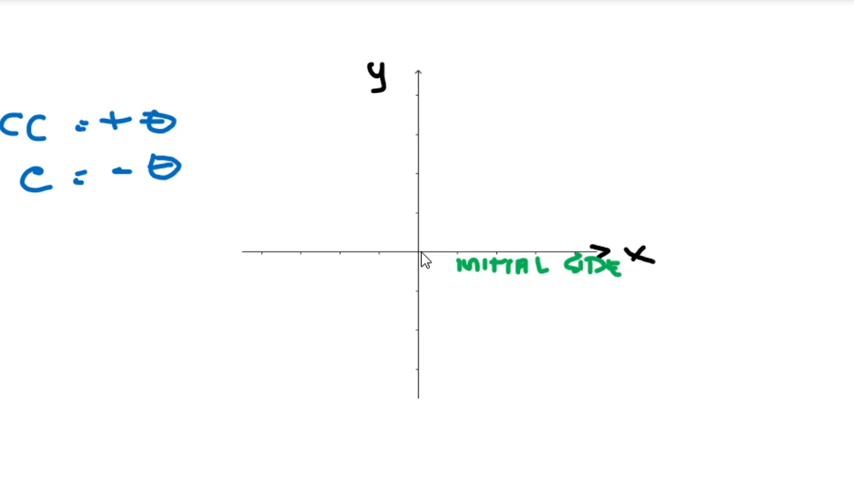 y
CC = + θ
C = - θ
x
INITIAL SIDE